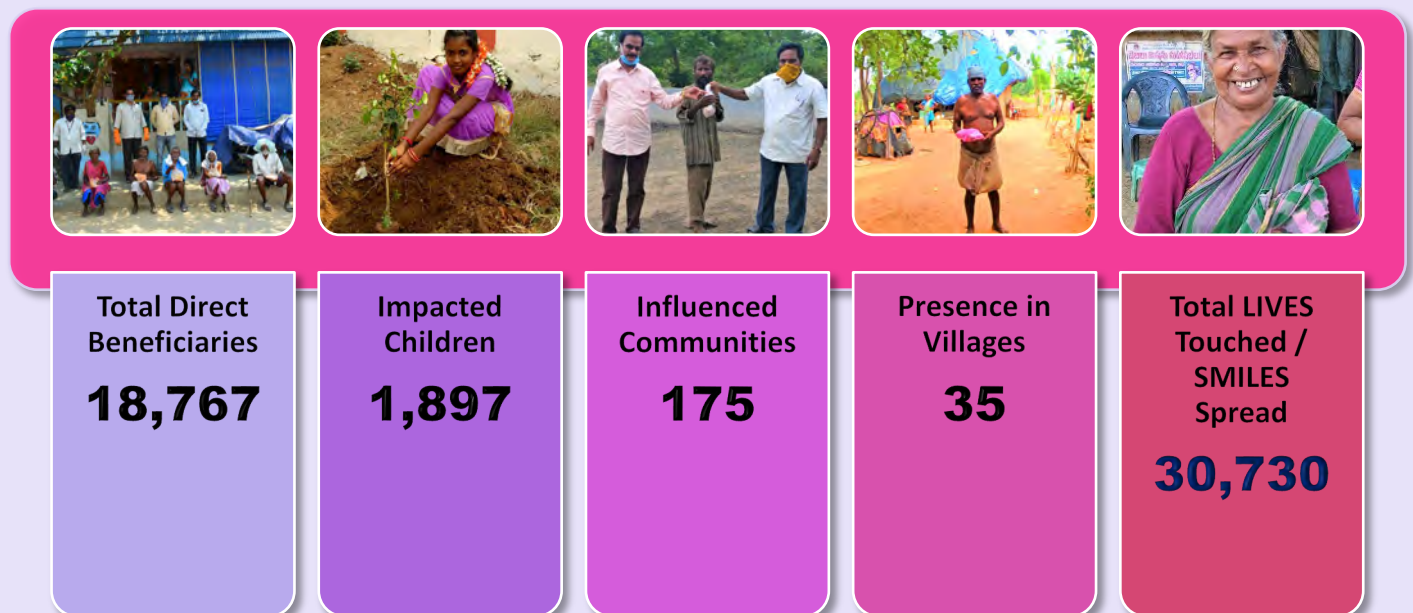 Total Direct
Beneficiaries
18,767
Impacted
Children
1,897
Influenced
Communities
175
Presence in
Villages
35
Total LIVES
Touched /
SMILES
Spread
30,730